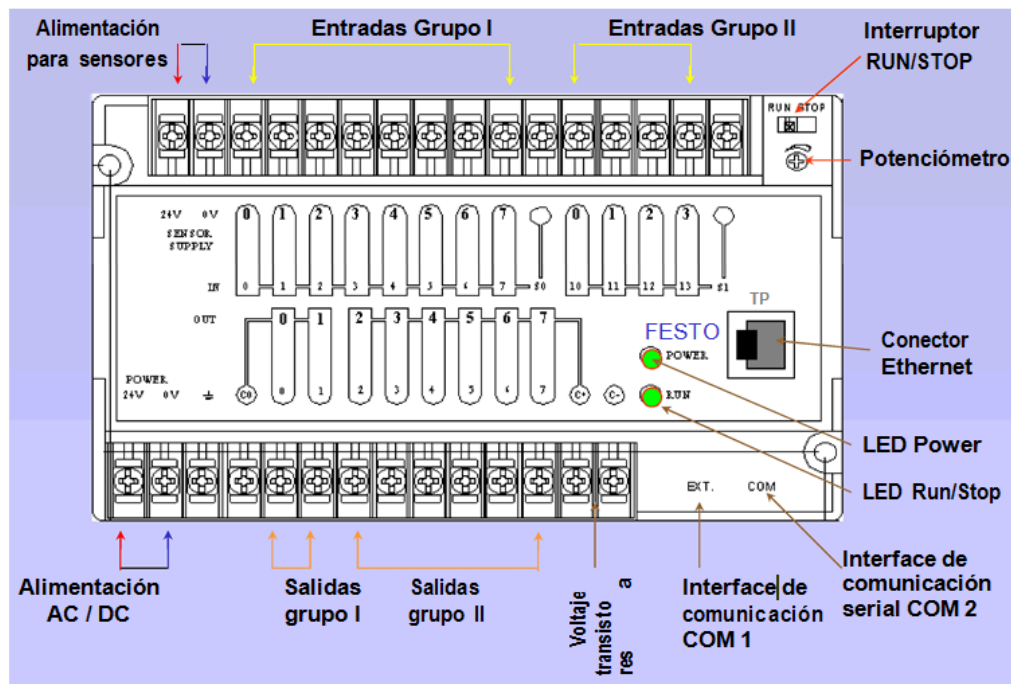 Alimentación
para sensores
Entradas Grupo I
Entradas Grupo II
Interruptor
RUN/STOP
RUN STOP
Potenciómetro
24V 0V
SENSOR
SUPPLY
0 1 2 3 4 5 6 7 0 1 2 3
IN 0 1 2 3 4 5 6 7 S0 10 11 12 13 S1
TP
OUT 0 1 2 3 4 5 6 7
FESTO
POWER
Conector
Ethernet
POWER
24V 0V C0 0 1 2 3 4 5 6 7 C+ C- RUN
LED Power
LED Run/Stop
EXT. COM
Alimentación
AC / DC
Salidas
grupo I
Salidas
grupo II
Voltaje a
transisto
res
Interface de
comunicación
COM 1
Interface de
comunicación
serial COM 2